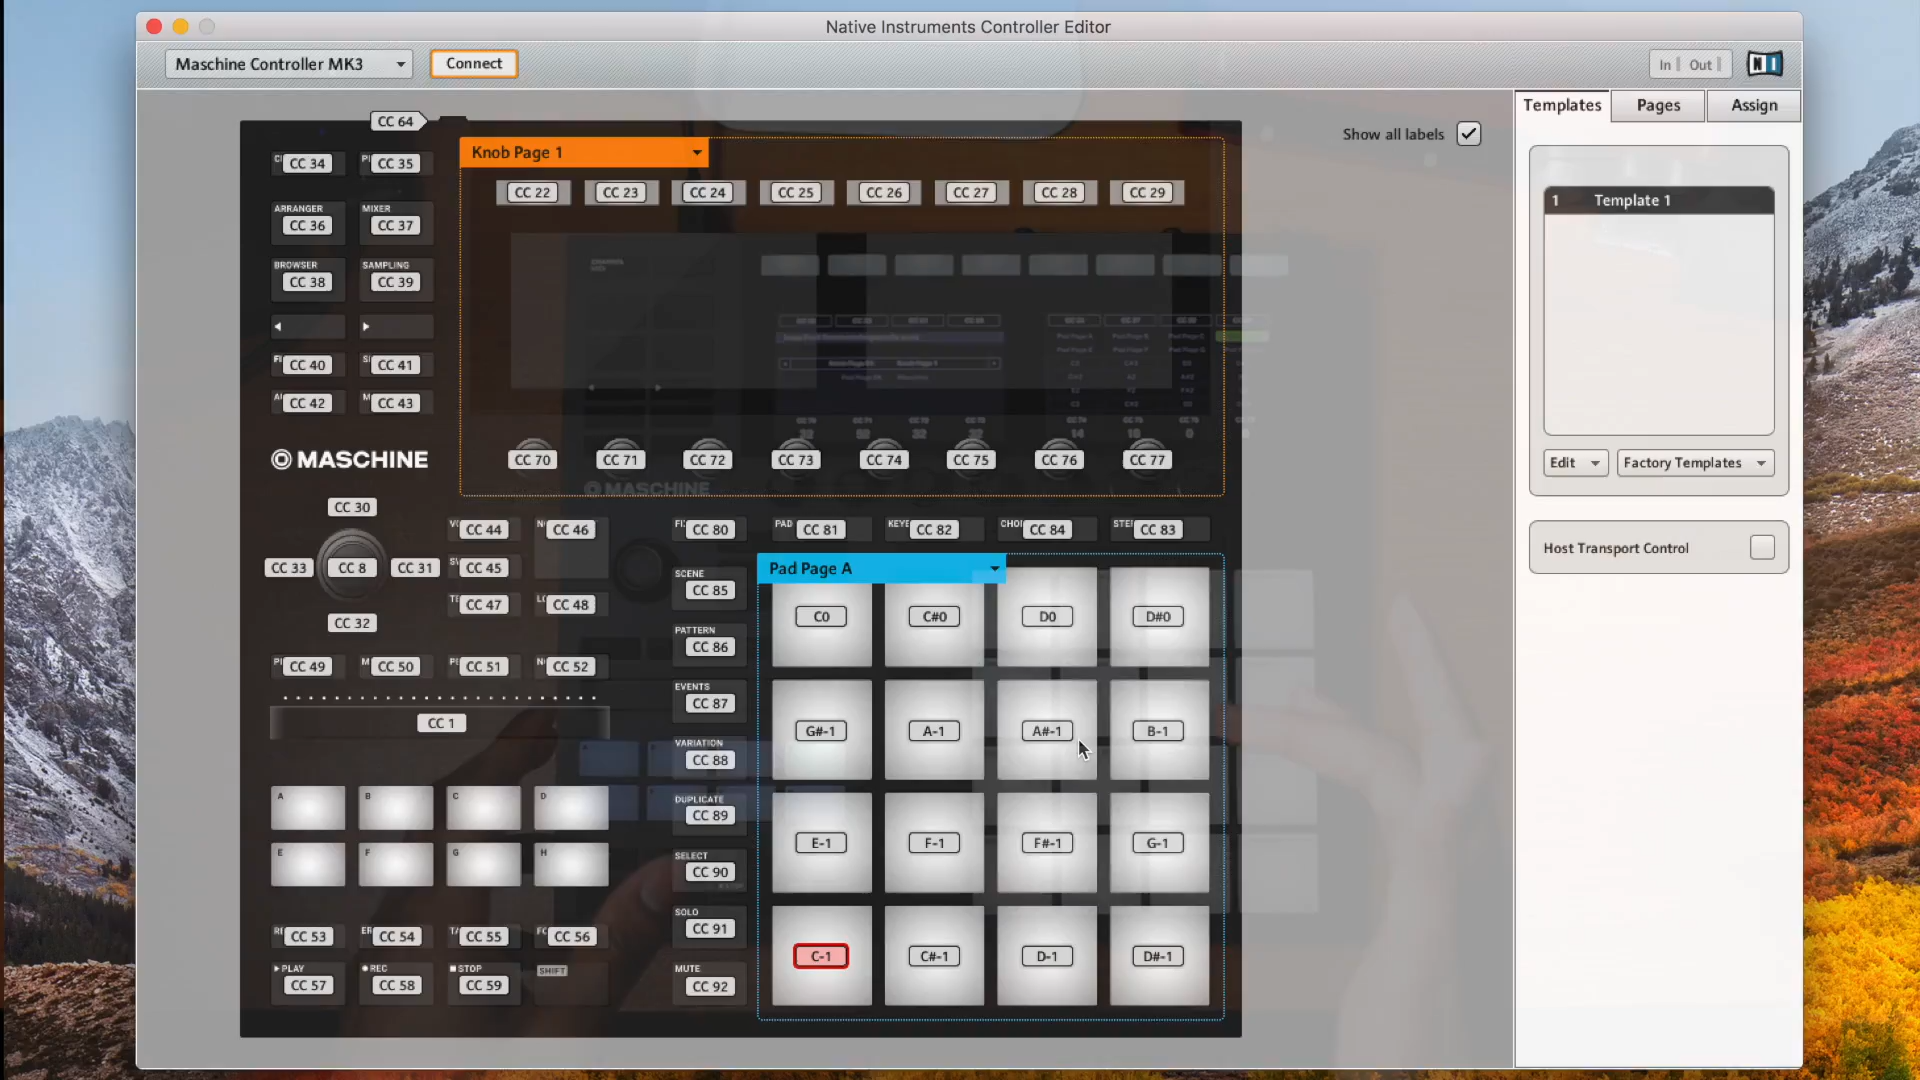 Native Instruments Controller Editor
Maschine Controller MK3
Connect
In Out
NI
Templates Pages Assign
Show all labels
1 Template 1
Edit Factory Templates
Host Transport Control
CC 64
CC 34 CC 35
ARRANGER MIXER
CC 36 CC 37
BROWSER SAMPLING
CC 38 CC 39
CC 40 CC 41
CC 42 CC 43
MASCHINE
Knob Page 1
CC 22 CC 23 CC 24 CC 25 CC 26 CC 27 CC 28 CC 29
CC 70 CC 71 CC 72 CC 73 CC 74 CC 75 CC 76 CC 77
MASCHINE
CC 30
CC 33 CC 8 CC 31
CC 32
CC 44 CC 46
CC 45
CC 47 CC 48
CC 49 CC 50 CC 51 CC 52
CC 1
A B C D
E F G H
CC 53 CC 54 CC 55 CC 56
PLAY REC STOP SHIFT
CC 57 CC 58 CC 59
CC 80 PAD CC 81 KEYB CC 82 CHO CC 84 STE CC 83
SCENE
CC 85
PATTERN
CC 86
EVENTS
CC 87
VARIATION
CC 88
DUPLICATE
CC 89
SELECT
CC 90
SOLO
CC 91
MUTE
CC 92
Pad Page A
C0 C#0 D0 D#0
G#-1 A-1 A#-1 B-1
E-1 F-1 F#-1 G-1
C-1 C#-1 D-1 D#-1